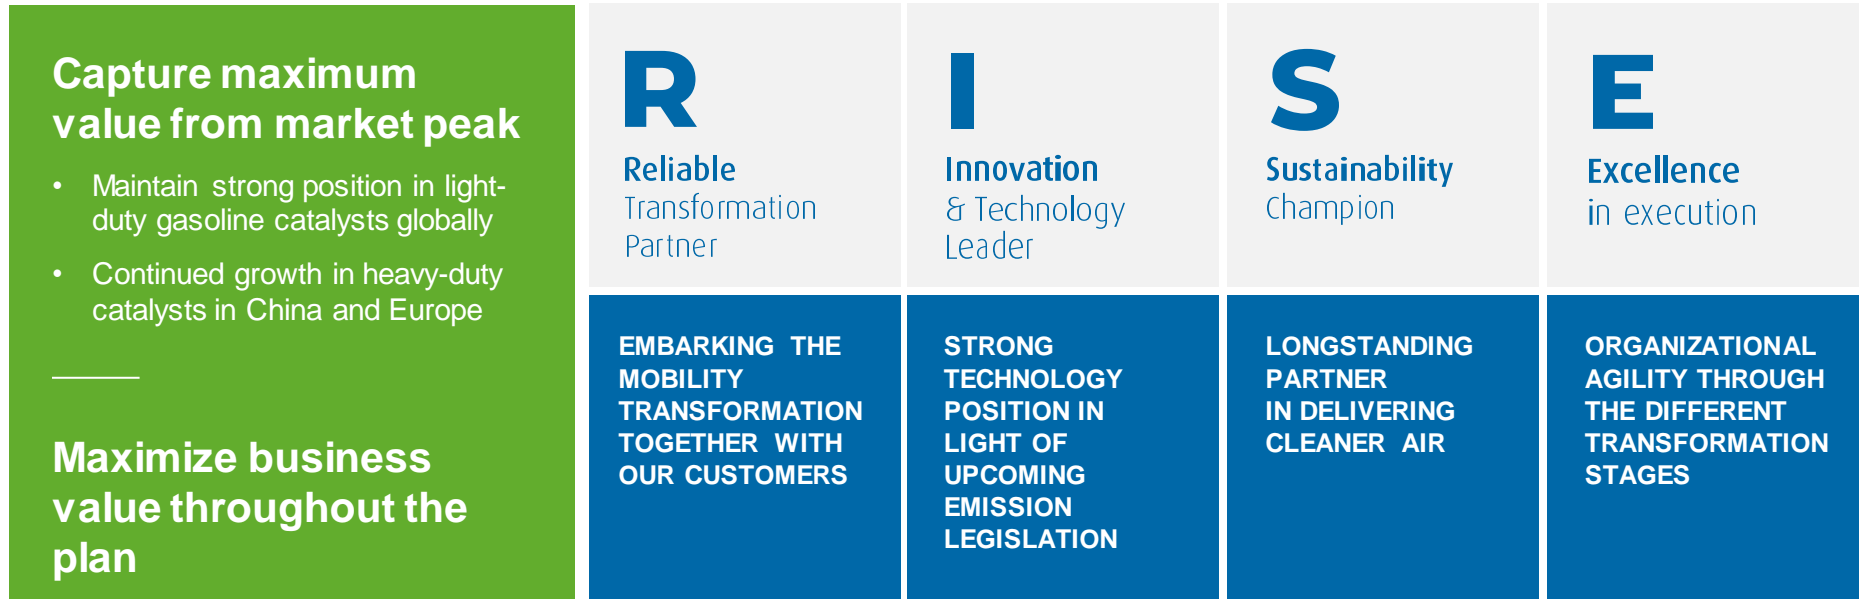 Capture maximum
value from market peak
• Maintain strong position in light-
duty gasoline catalysts globally
• Continued growth in heavy-duty
catalysts in China and Europe
Maximize business
value throughout the
plan
R
Reliable
Transformation
Partner
EMBARKING THE
MOBILITY
TRANSFORMATION
TOGETHER WITH
OUR CUSTOMERS
I
Innovation
& Technology
Leader
STRONG
TECHNOLOGY
POSITION IN
LIGHT OF
UPCOMING
EMISSION
LEGISLATION
S
Sustainability
Champion
LONGSTANDING
PARTNER
IN DELIVERING
CLEANER AIR
E
Excellence
in execution
ORGANIZATIONAL
AGILITY THROUGH
THE DIFFERENT
TRANSFORMATION
STAGES